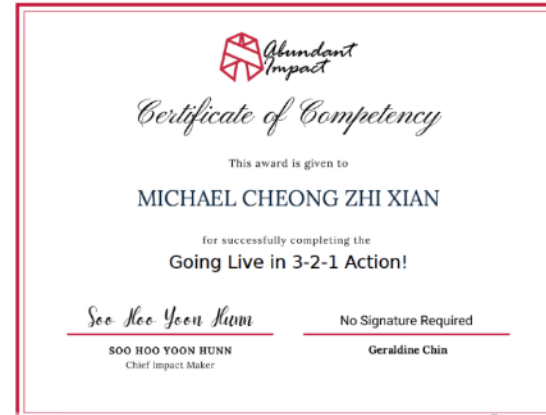 Abundant
Impact
Certificate of Competency
This award is given to
MICHAEL CHEONG ZHI XIAN
for successfully completing the
Going Live in 3-2-1 Action!
Soo Hoo Yoon Hunn
No Signature Required
SOO HOO YOON HUNN
Geraldine Chin
Chief Impact Maker